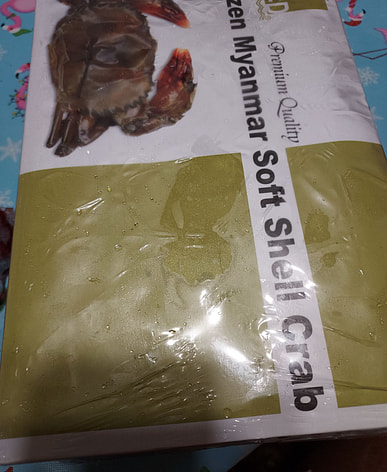 Premium Quality
zen Myanmar Soft Shell Crab